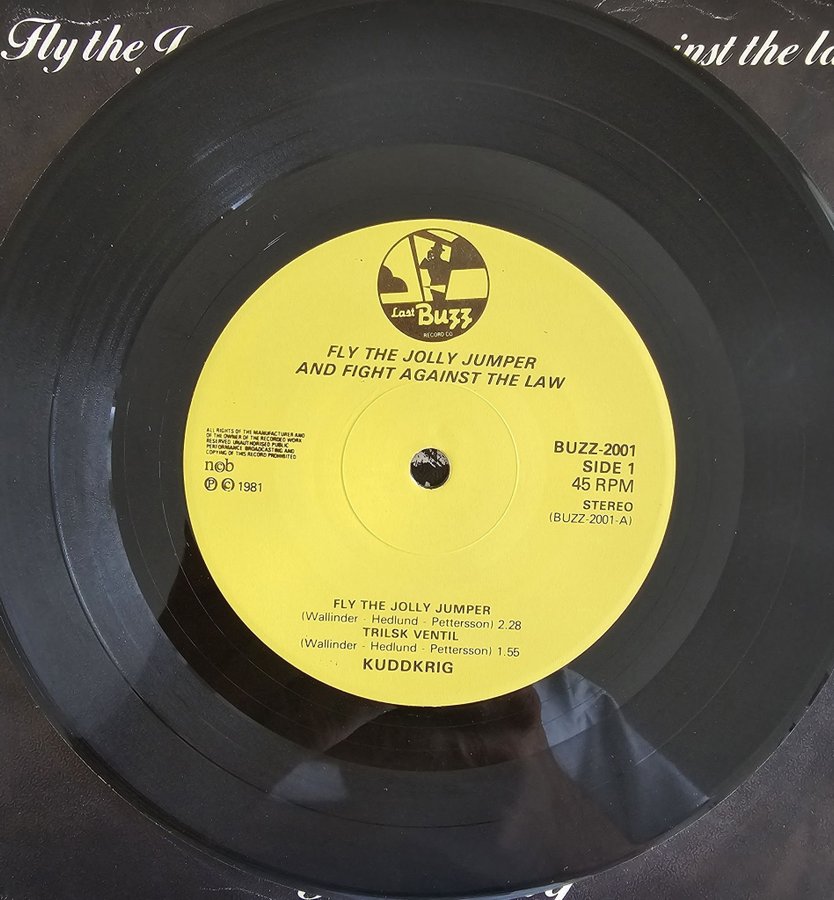 Fly the J
inst the la
Last Buzz
RECORD CO.
FLY THE JOLLY JUMPER
AND FIGHT AGAINST THE LAW
ALL RIGHTS OF THE MANUFACTURER AND
OF THE OWNER OF THE RECORDED WORK
RESERVED UNAUTHORISED PUBLIC
PERFORMANCE BROADCASTING AND
COPYING OF THIS RECORD PROHIBITED
ncb
Ⓟ © 1981
BUZZ-2001
SIDE 1
45 RPM
STEREO
(BUZZ-2001-A)
FLY THE JOLLY JUMPER
(Wallinder - Hedlund - Pettersson) 2.28
TRILSK VENTIL
(Wallinder - Hedlund - Pettersson) 1.55
KUDDKRIG